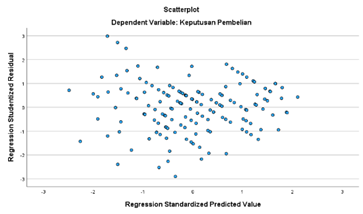 Scatterplot
Dependent Variable: Keputusan Pembelian
3
2
1
0
-1
-2
-3
Regression Studentized Residual
-3 -2 -1 0 1 2 3
Regression Standardized Predicted Value